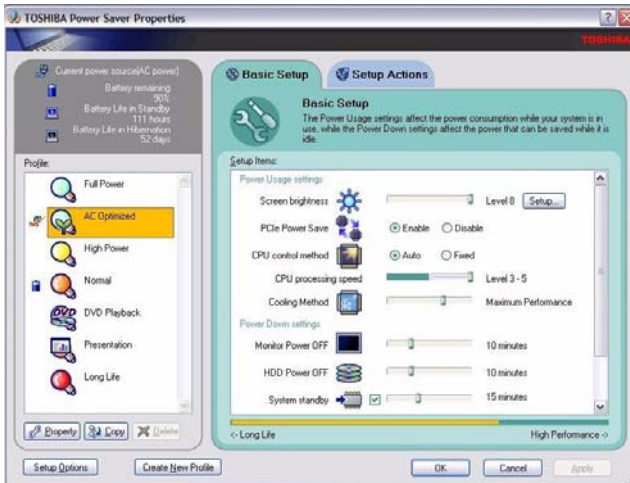 TOSHIBA Power Saver Properties
TOSHIBA
Current power source(AC power)
Battery remaining
90%
Battery Life in Standby
111 hours
Battery Life in Hibernation
52 days
Profile:
Full Power
AC Optimized
High Power
Normal
DVD Playback
Presentation
Long Life
Property
Copy
Delete
Basic Setup
Setup Actions
Basic Setup
The Power Usage settings affect the power consumption while your system is in
use, while the Power Down settings affect the power that can be saved while it is
idle.
Setup Items:
Power Usage settings
Screen brightness Level 8 Setup...
PCIe Power Save Enable Disable
CPU control method Auto Fixed
CPU processing speed Level 3 - 5
Cooling Method Maximum Performance
Power Down settings
Monitor Power OFF 10 minutes
HDD Power OFF 10 minutes
System standby 15 minutes
<- Long Life High Performance ->
Setup Options
Create New Profile
OK
Cancel
Apply